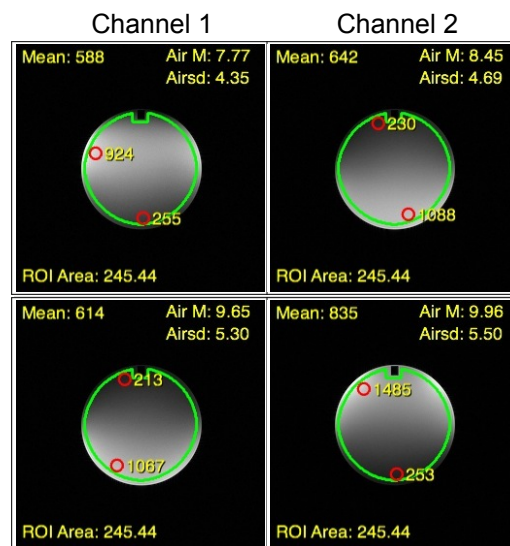 Channel 1
Channel 2
Mean: 588
Air M: 7.77
Airsd: 4.35
924
255
ROI Area: 245.44
Mean: 642
Air M: 8.45
Airsd: 4.69
230
1088
ROI Area: 245.44
Mean: 614
Air M: 9.65
Airsd: 5.30
213
1067
ROI Area: 245.44
Mean: 835
Air M: 9.96
Airsd: 5.50
1485
253
ROI Area: 245.44